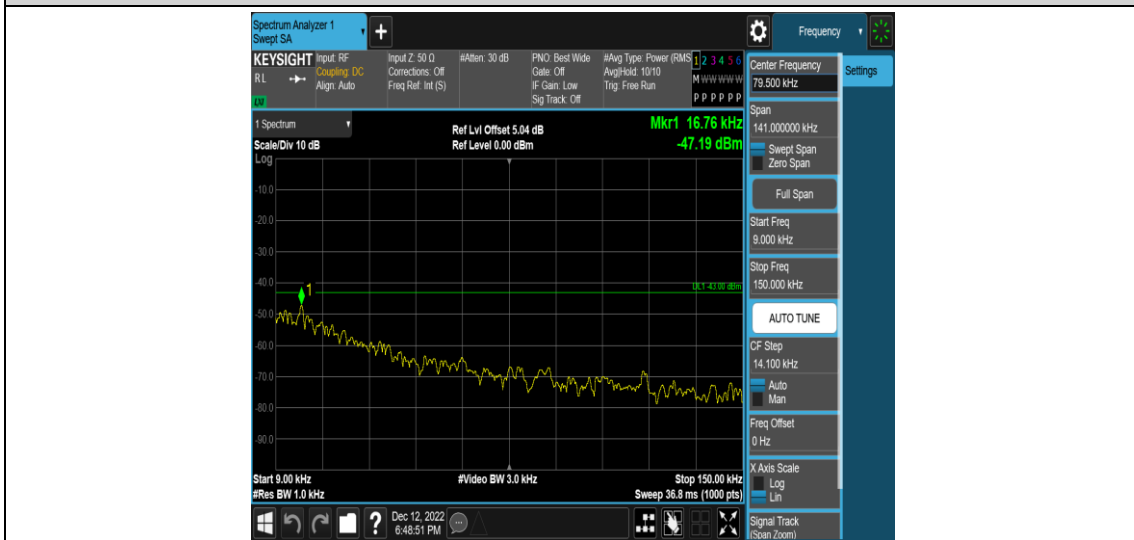 Spectrum Analyzer 1
Swept SA
+
Frequency
KEYSIGHT
RL
LXI
Input: RF
Coupling: DC
Align: Auto
Input Z: 50 Ω
Corrections: Off
Freq Ref: Int (S)
#Atten: 30 dB
PNO: Best Wide
Gate: Off
IF Gain: Low
Sig Track: Off
#Avg Type: Power (RMS
Avg|Hold: 10/10
Trig: Free Run
1 2 3 4 5 6
M W W W W W
P P P P P P
1 Spectrum
Scale/Div 10 dB
Ref Lvl Offset 5.04 dB
Ref Level 0.00 dBm
Mkr1 16.76 kHz
-47.19 dBm
Log
-10.0
-20.0
-30.0
-40.0
-50.0
-60.0
-70.0
-80.0
-90.0
1
DL1 -43.00 dBm
Start 9.00 kHz
#Res BW 1.0 kHz
#Video BW 3.0 kHz
Stop 150.00 kHz
Sweep 36.8 ms (1000 pts)
Center Frequency
79.500 kHz
Settings
Span
141.000000 kHz
Swept Span
Zero Span
Full Span
Start Freq
9.000 kHz
Stop Freq
150.000 kHz
AUTO TUNE
CF Step
14.100 kHz
Auto
Man
Freq Offset
0 Hz
X Axis Scale
Log
Lin
Signal Track
(Span Zoom)
?
Dec 12, 2022
6:48:51 PM